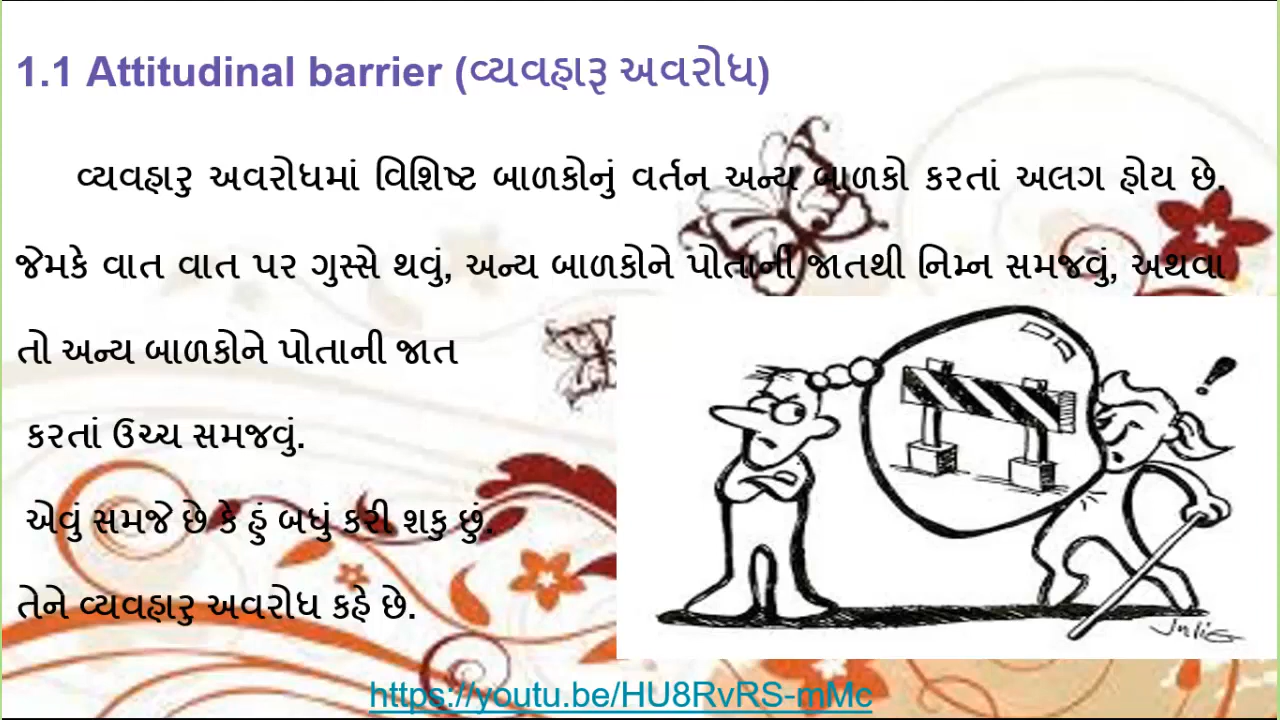 1.1 Attitudinal barrier (વ્યવહારૂ અવરોધ)
વ્યવહારુ અવરોધમાં વિશિષ્ટ બાળકોનું વર્તન અન્ય બાળકો કરતાં અલગ હોય છે.
જેમકે વાત વાત પર ગુસ્સે થવું, અન્ય બાળકોને પોતાની જાતથી નિમ્ન સમજવું, અથવા
તો અન્ય બાળકોને પોતાની જાત
કરતાં ઉચ્ચ સમજવું.
!
એવું સમજે છે કે હું બધું કરી શકુ છું.
તેને વ્યવહારુ અવરોધ કહે છે.
Julia
https://youtu.be/HU8RvRS-mMc